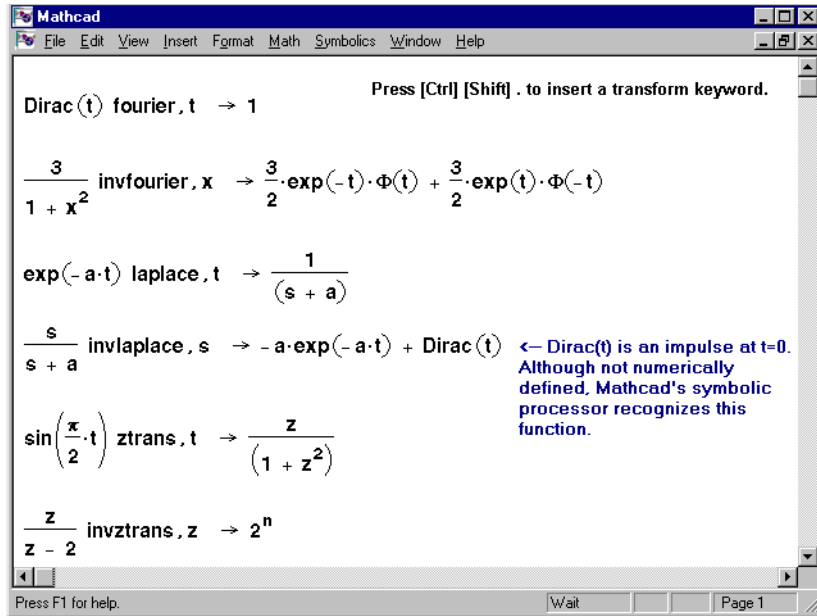 Mathcad
File Edit View Insert Format Math Symbolics Window Help
Press [Ctrl] [Shift] . to insert a transform keyword.
Dirac(t) fourier, t → 1
3/(1 + x²) invfourier, x → 3/2·exp(-t)·Φ(t) + 3/2·exp(t)·Φ(-t)
exp(-a·t) laplace, t → 1/(s + a)
s/(s + a) invlaplace, s → -a·exp(-a·t) + Dirac(t)
<– Dirac(t) is an impulse at t=0.
Although not numerically
defined, Mathcad's symbolic
processor recognizes this
function.
sin(π/2·t) ztrans, t → z/(1 + z²)
z/(z - 2) invztrans, z → 2ⁿ
Press F1 for help. Wait Page 1